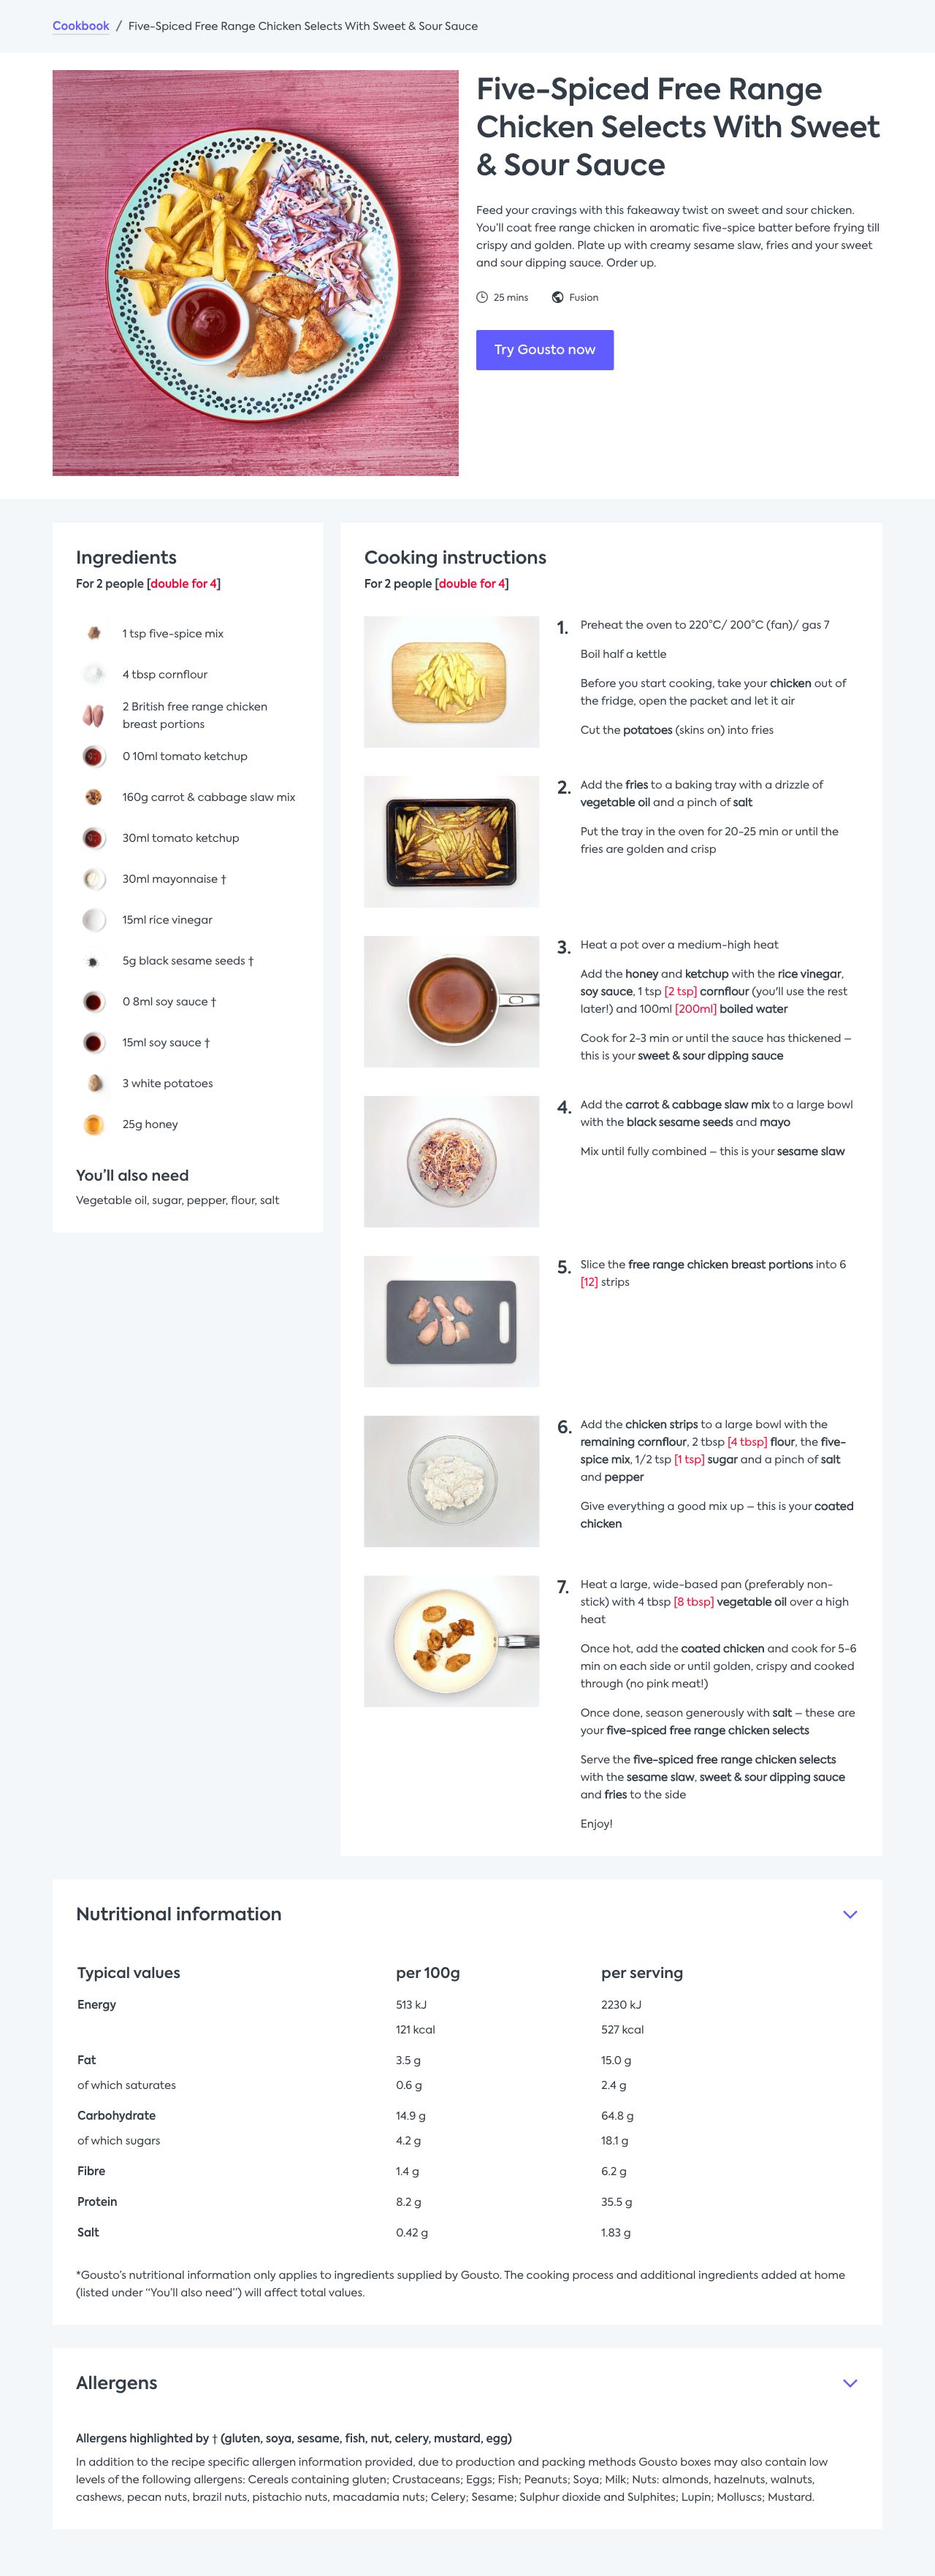 Cookbook / Five-Spiced Free Range Chicken Selects With Sweet & Sour Sauce
Five-Spiced Free Range
Chicken Selects With Sweet
& Sour Sauce
Feed your cravings with this fakeaway twist on sweet and sour chicken.
You'll coat free range chicken in aromatic five-spice batter before frying till
crispy and golden. Plate up with creamy sesame slaw, fries and your sweet
and sour dipping sauce. Order up.
25 mins Fusion
Try Gousto now
Ingredients
For 2 people [double for 4]
1 tsp five-spice mix
4 tbsp cornflour
2 British free range chicken
breast portions
0 10ml tomato ketchup
160g carrot & cabbage slaw mix
30ml tomato ketchup
30ml mayonnaise †
15ml rice vinegar
5g black sesame seeds †
0 8ml soy sauce †
15ml soy sauce †
3 white potatoes
25g honey
You'll also need
Vegetable oil, sugar, pepper, flour, salt
Cooking instructions
For 2 people [double for 4]
1. Preheat the oven to 220°C/ 200°C (fan)/ gas 7
Boil half a kettle
Before you start cooking, take your chicken out of
the fridge, open the packet and let it air
Cut the potatoes (skins on) into fries
2. Add the fries to a baking tray with a drizzle of
vegetable oil and a pinch of salt
Put the tray in the oven for 20-25 min or until the
fries are golden and crisp
3. Heat a pot over a medium-high heat
Add the honey and ketchup with the rice vinegar,
soy sauce, 1 tsp [2 tsp] cornflour (you'll use the rest
later!) and 100ml [200ml] boiled water
Cook for 2-3 min or until the sauce has thickened –
this is your sweet & sour dipping sauce
4. Add the carrot & cabbage slaw mix to a large bowl
with the black sesame seeds and mayo
Mix until fully combined – this is your sesame slaw
5. Slice the free range chicken breast portions into 6
[12] strips
6. Add the chicken strips to a large bowl with the
remaining cornflour, 2 tbsp [4 tbsp] flour, the five-
spice mix, 1/2 tsp [1 tsp] sugar and a pinch of salt
and pepper
Give everything a good mix up – this is your coated
chicken
7. Heat a large, wide-based pan (preferably non-
stick) with 4 tbsp [8 tbsp] vegetable oil over a high
heat
Once hot, add the coated chicken and cook for 5-6
min on each side or until golden, crispy and cooked
through (no pink meat!)
Once done, season generously with salt – these are
your five-spiced free range chicken selects
Serve the five-spiced free range chicken selects
with the sesame slaw, sweet & sour dipping sauce
and fries to the side
Enjoy!
Nutritional information
Typical values per 100g per serving
Energy 513 kJ 2230 kJ
121 kcal 527 kcal
Fat 3.5 g 15.0 g
of which saturates 0.6 g 2.4 g
Carbohydrate 14.9 g 64.8 g
of which sugars 4.2 g 18.1 g
Fibre 1.4 g 6.2 g
Protein 8.2 g 35.5 g
Salt 0.42 g 1.83 g
*Gousto's nutritional information only applies to ingredients supplied by Gousto. The cooking process and additional ingredients added at home
(listed under "You'll also need") will affect total values.
Allergens
Allergens highlighted by † (gluten, soya, sesame, fish, nut, celery, mustard, egg)
In addition to the recipe specific allergen information provided, due to production and packing methods Gousto boxes may also contain low
levels of the following allergens: Cereals containing gluten; Crustaceans; Eggs; Fish; Peanuts; Soya; Milk; Nuts: almonds, hazelnuts, walnuts,
cashews, pecan nuts, brazil nuts, pistachio nuts, macadamia nuts; Celery; Sesame; Sulphur dioxide and Sulphites; Lupin; Molluscs; Mustard.